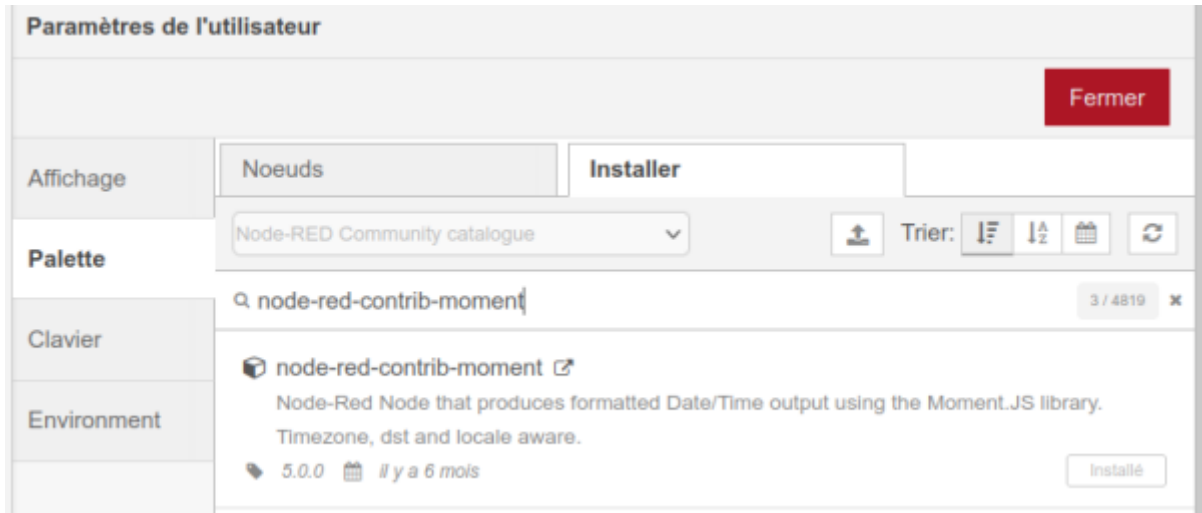 Paramètres de l'utilisateur
Fermer
Affichage
Noeuds
Installer
Node-RED Community catalogue
Trier:
Palette
node-red-contrib-moment
3 / 4819
Clavier
node-red-contrib-moment
Node-Red Node that produces formatted Date/Time output using the Moment.JS library.
Environment
Timezone, dst and locale aware.
5.0.0 il y a 6 mois
Installé